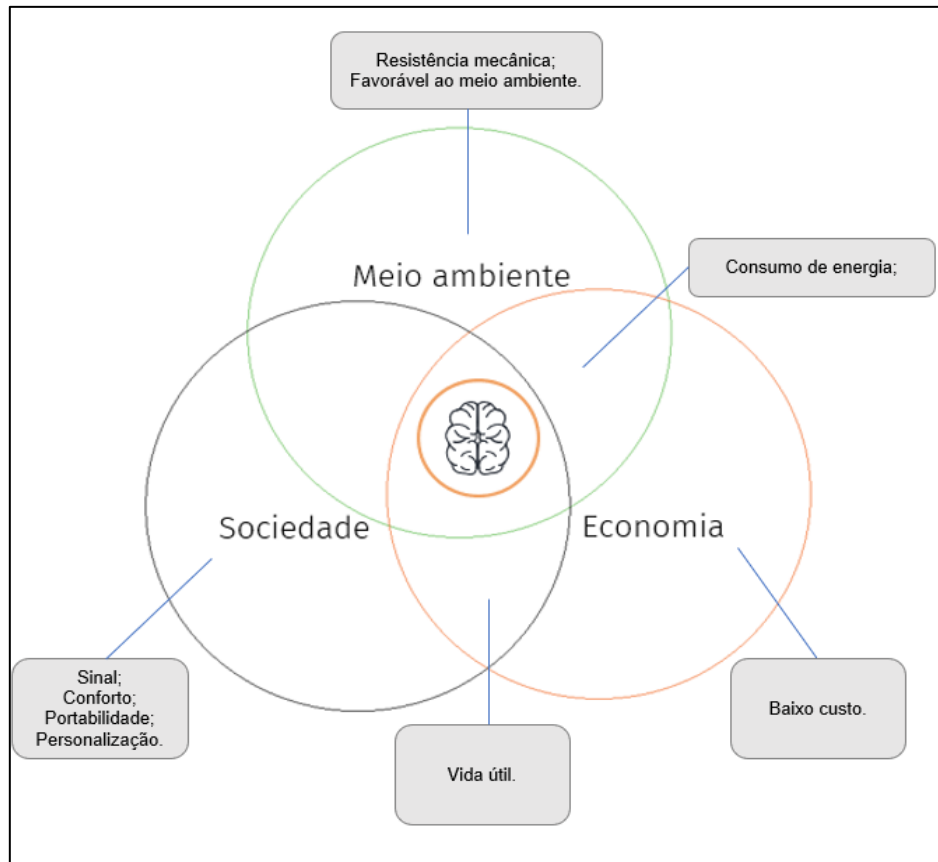 Resistência mecânica;
Favorável ao meio ambiente.
Meio ambiente
Consumo de energia;
Sociedade
Economia
Sinal;
Conforto;
Portabilidade;
Personalização.
Baixo custo.
Vida útil.